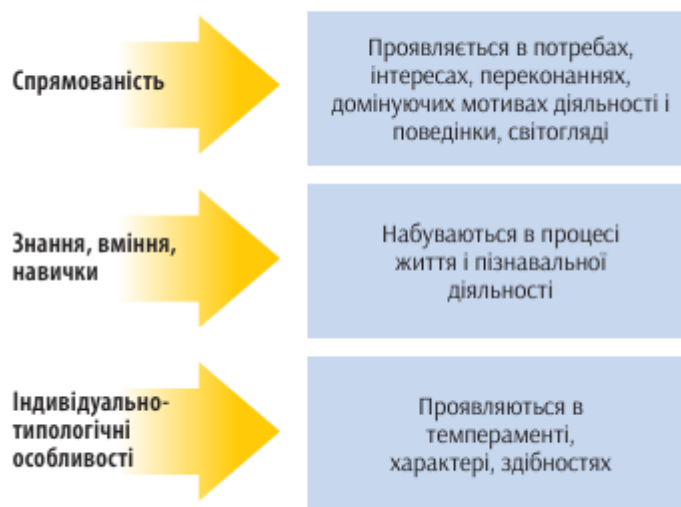 Спрямованість
Проявляється в потребах,
інтересах, переконаннях,
домінуючих мотивах діяльності і
поведінки, світогляді
Знання, вміння,
навички
Набуваються в процесі
життя і пізнавальної
діяльності
Індивідуально-
типологічні
особливості
Проявляються в
темпераменті,
характері, здібностях